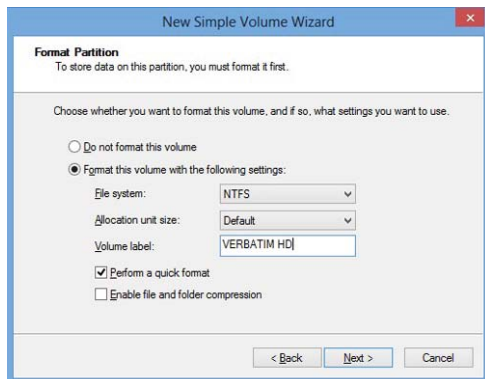 New Simple Volume Wizard
Format Partition
To store data on this partition, you must format it first.
Choose whether you want to format this volume, and if so, what settings you want to use.
Do not format this volume
Format this volume with the following settings:
File system:
NTFS
Allocation unit size:
Default
Volume label:
VERBATIM HD
Perform a quick format
Enable file and folder compression
< Back
Next >
Cancel